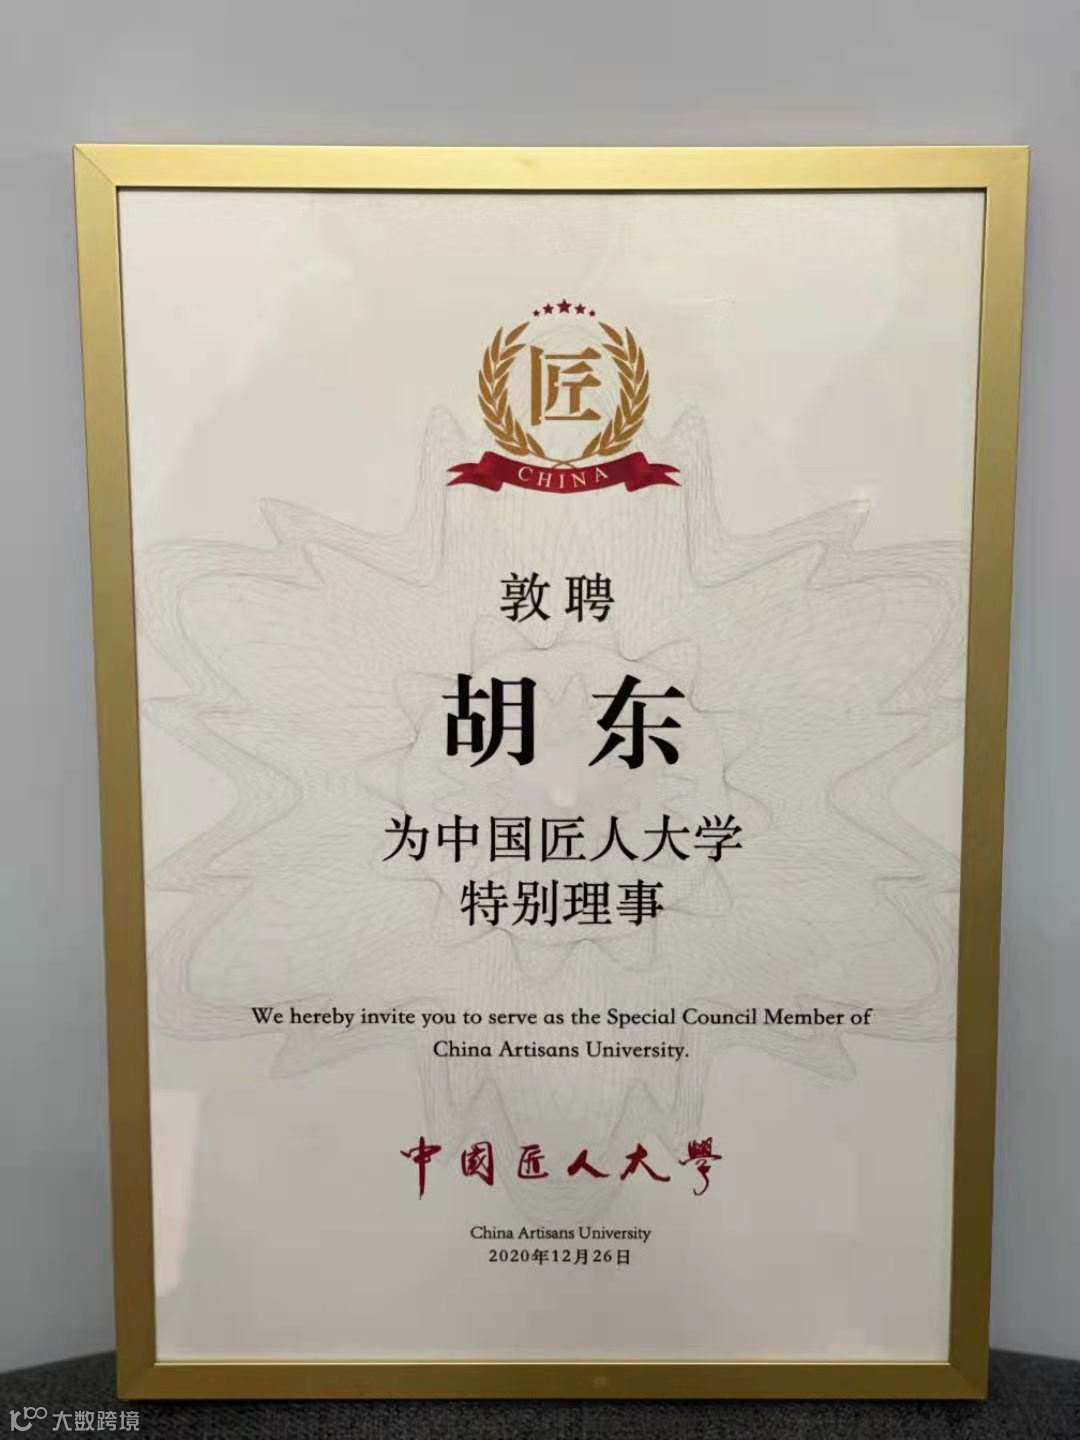 匠
CHINA
敦聘
胡东
为中国匠人大学
特别理事
We hereby invite you to serve as the Special Council Member of
China Artisans University.
中國匠人大學
China Artisans University
2020年12月26日
大数跨境